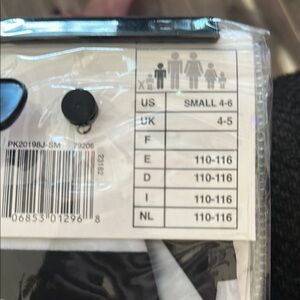 US SMALL 4-6
UK 4-5
F
E 110-116
D 110-116
I 110-116
NL 110-116
PK20198J-SM 79206
23162
06853 01296 8